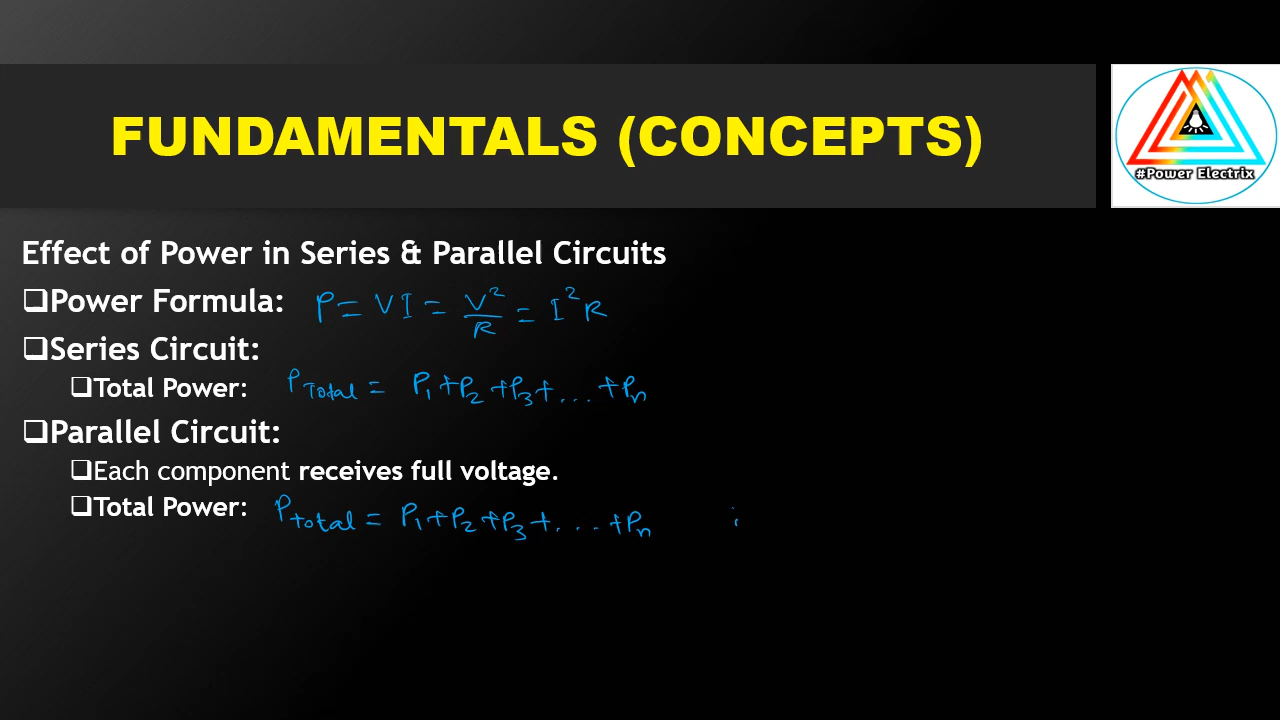 FUNDAMENTALS (CONCEPTS)
#Power Electrix
Effect of Power in Series & Parallel Circuits
❑Power Formula: P = VI = V²/R = I²R
❑Series Circuit:
❑Total Power: P_Total = P₁+P₂+P₃+...+Pₙ
❑Parallel Circuit:
❑Each component receives full voltage.
❑Total Power: P_total = P₁+P₂+P₃+....+Pₙ